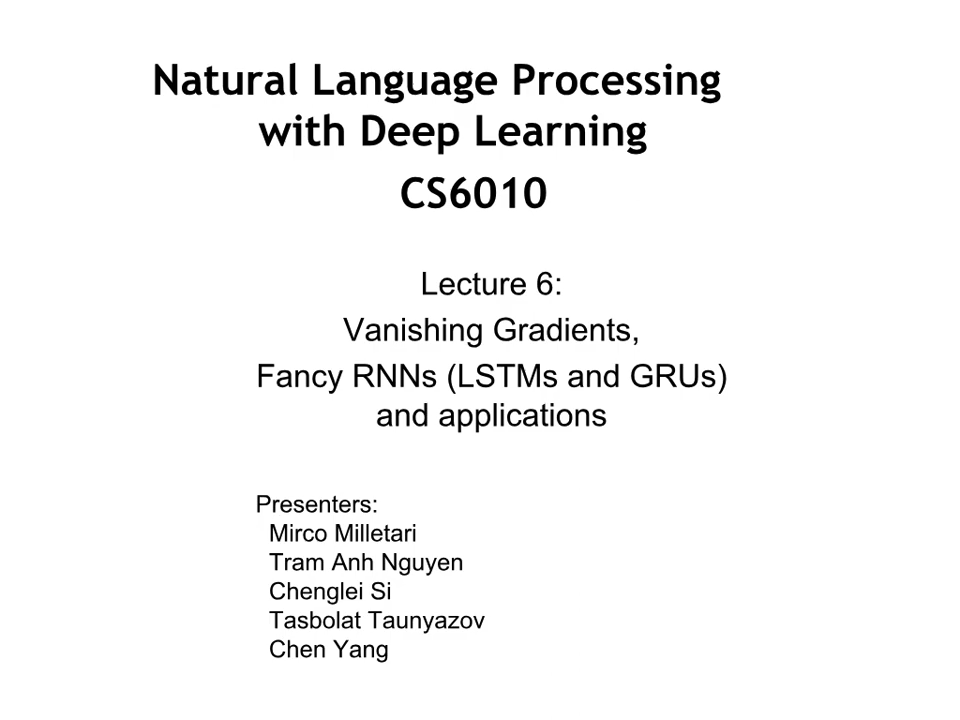 Natural Language Processing
with Deep Learning
CS6010
Lecture 6:
Vanishing Gradients,
Fancy RNNs (LSTMs and GRUs)
and applications
Presenters:
Mirco Milletari
Tram Anh Nguyen
Chenglei Si
Tasbolat Taunyazov
Chen Yang